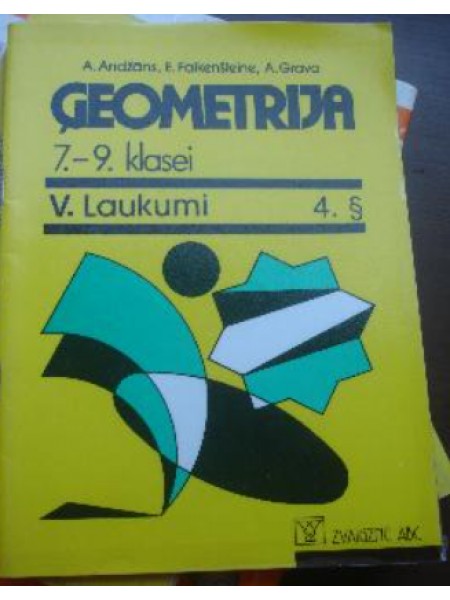 A. Andžāns, E. Falkenšteine, A. Grava
ĢEOMETRIJA
7.–9. klasei
V. Laukumi 4. §
ZVAIGZNE ABC